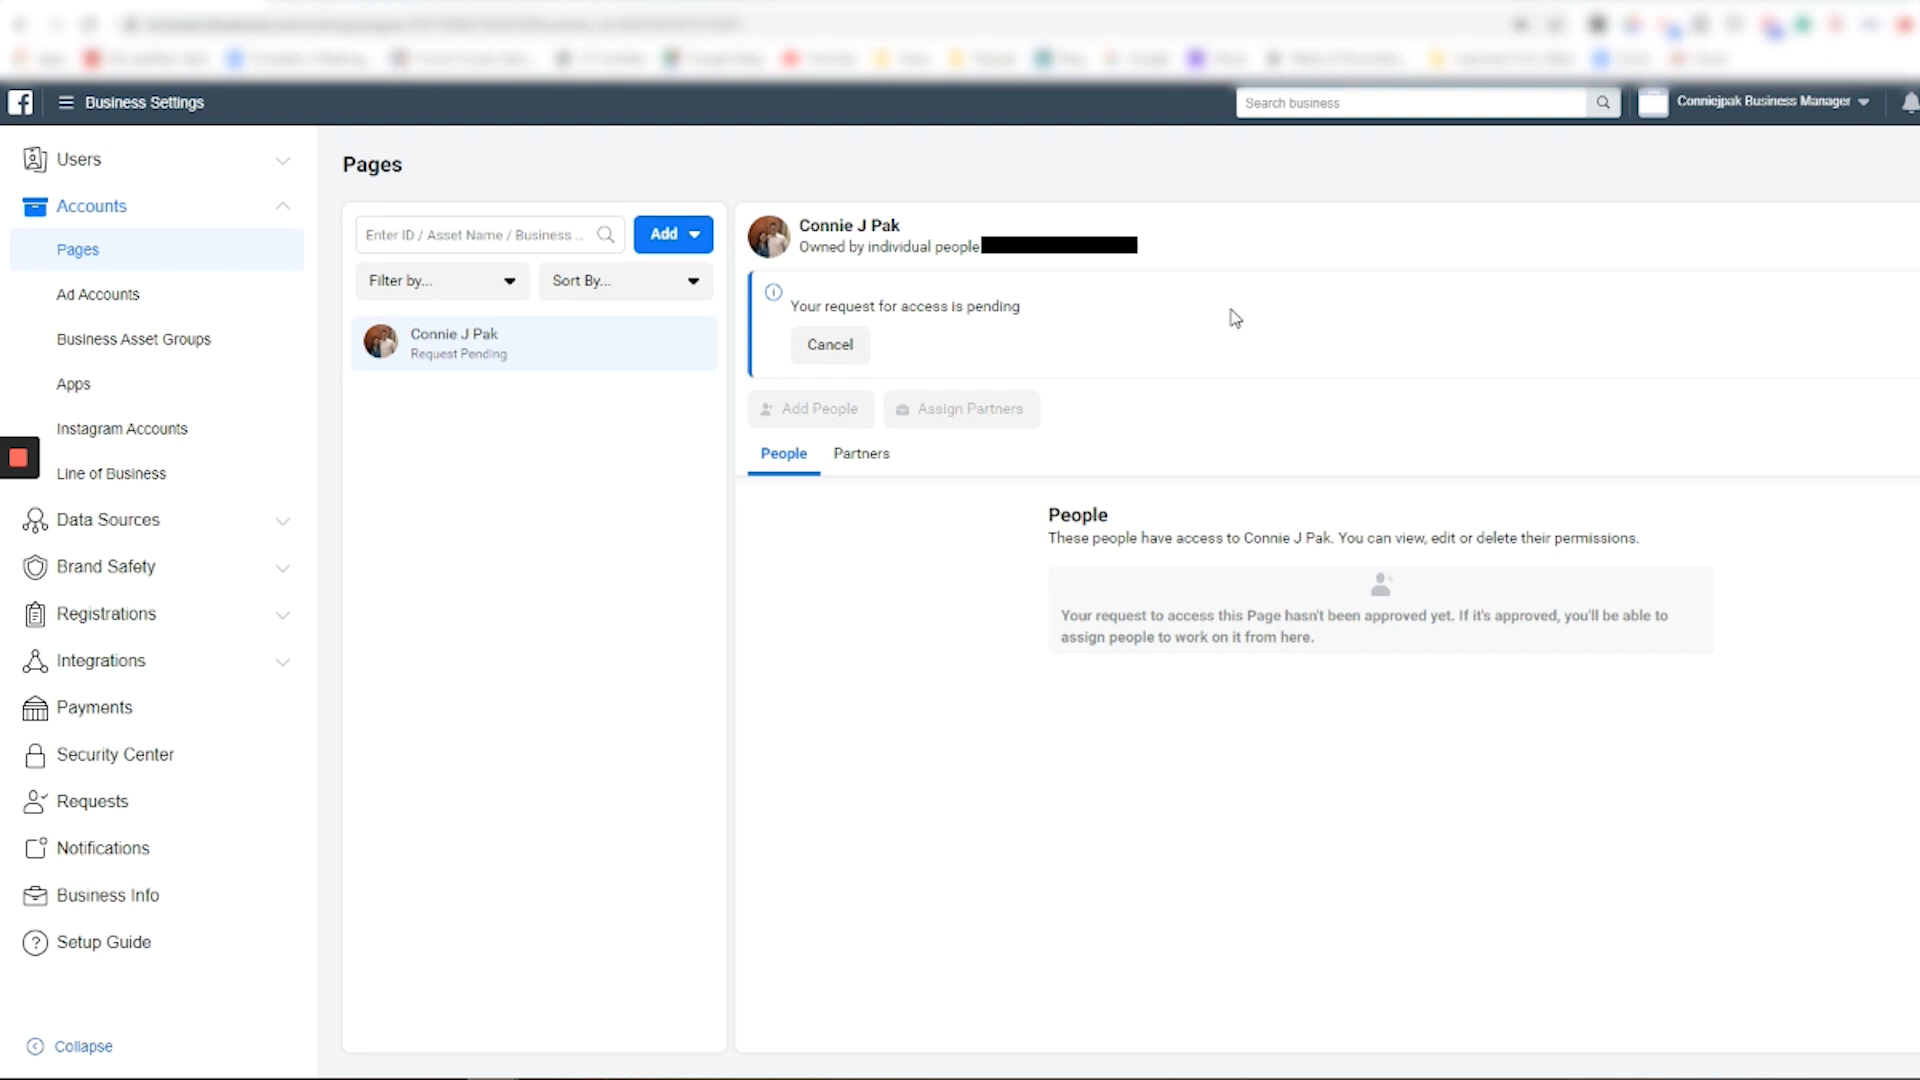 Business Settings
Search business
Conniejpak Business Manager
Users
Accounts
Pages
Ad Accounts
Business Asset Groups
Apps
Instagram Accounts
Line of Business
Data Sources
Brand Safety
Registrations
Integrations
Payments
Security Center
Requests
Notifications
Business Info
Setup Guide
Collapse
Pages
Enter ID / Asset Name / Business ...
Add
Filter by...
Sort By...
Connie J Pak
Request Pending
Connie J Pak
Owned by individual people
Your request for access is pending
Cancel
Add People
Assign Partners
People
Partners
People
These people have access to Connie J Pak. You can view, edit or delete their permissions.
Your request to access this Page hasn't been approved yet. If it's approved, you'll be able to
assign people to work on it from here.